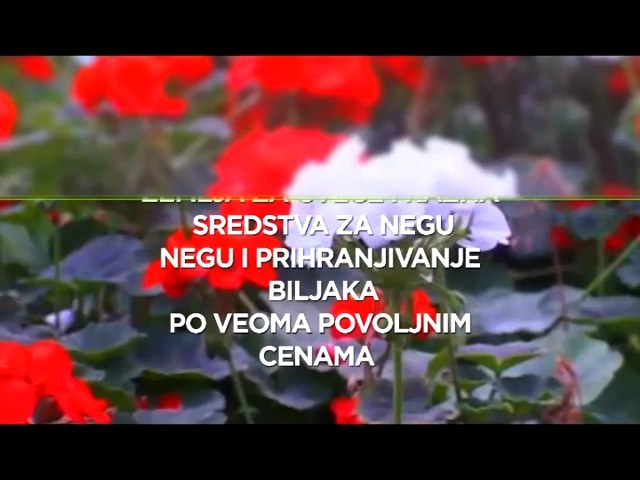 SREDSTVA ZA NEGU
NEGU I PRIHRANJIVANJE
BILJAKA
PO VEOMA POVOLJNIM
CENAMA